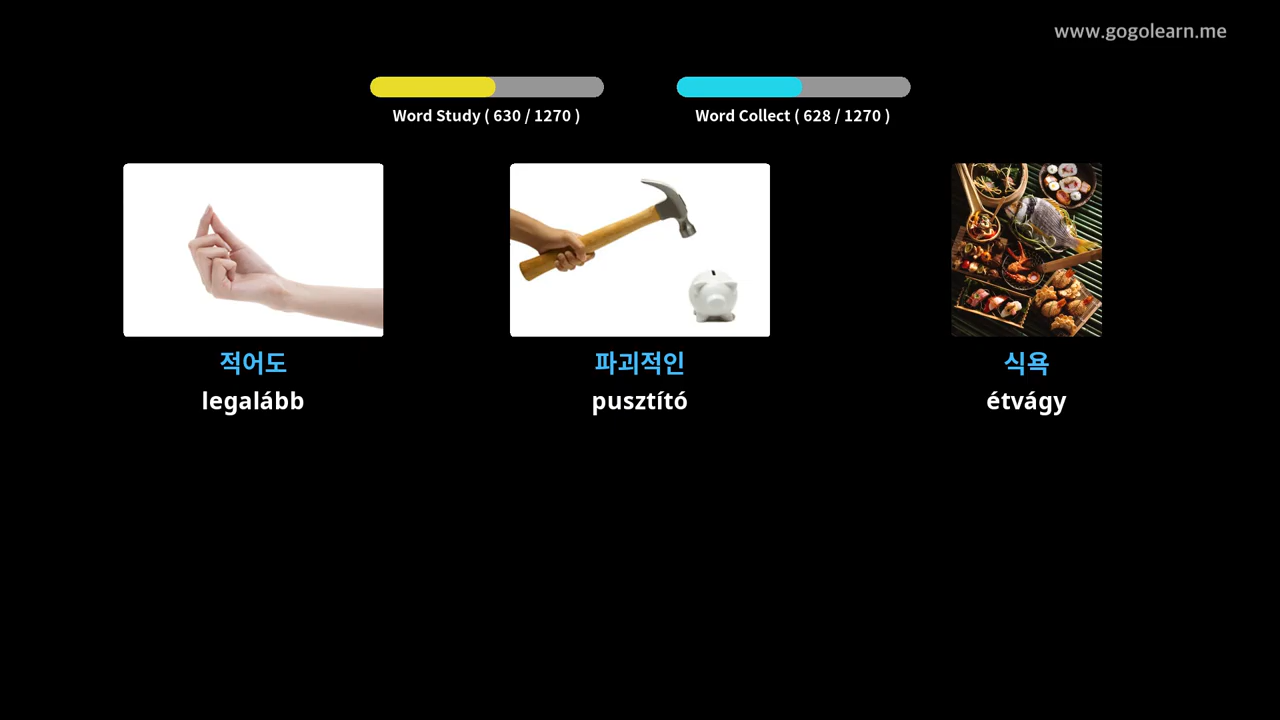 www.gogolearn.me
Word Study ( 630 / 1270 )
Word Collect ( 628 / 1270 )
적어도
legalább
파괴적인
pusztító
식욕
étvágy